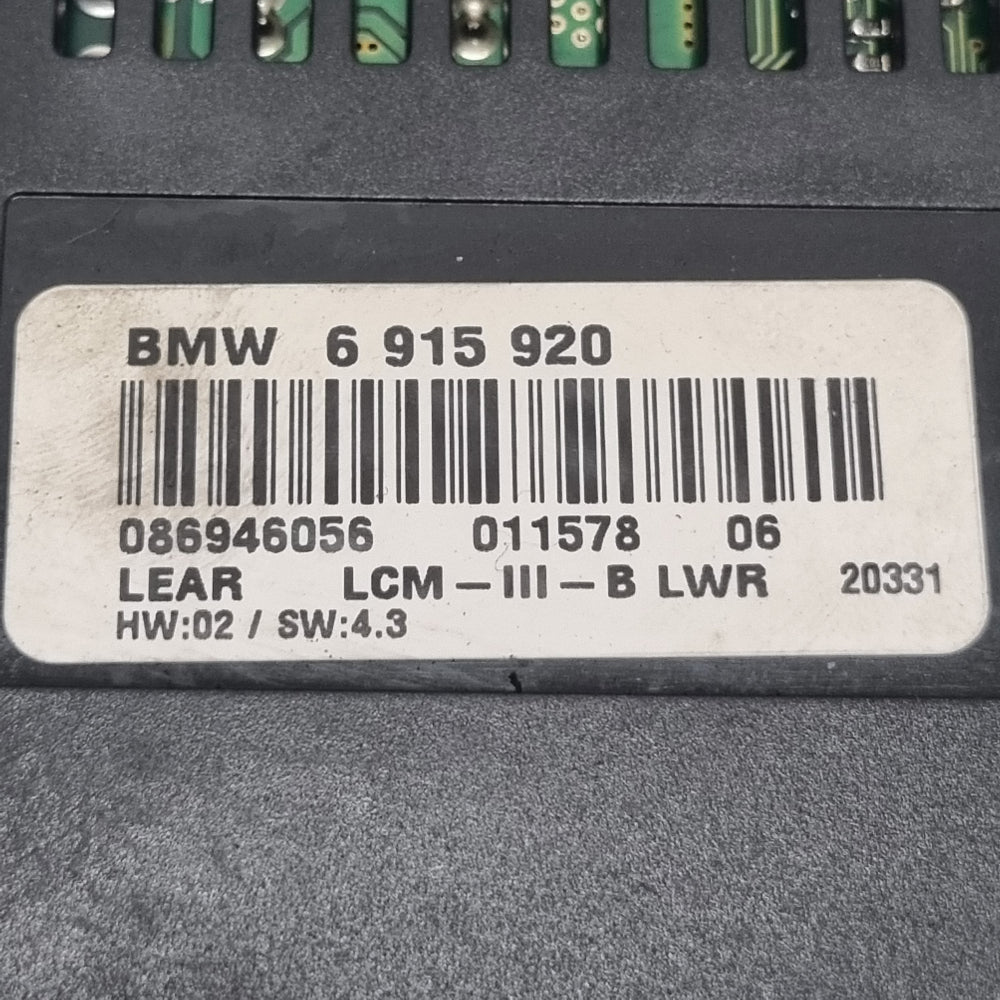 BMW 6 915 920
086946056 011578 06
LEAR LCM-III-B LWR 20331
HW:02 / SW:4.3